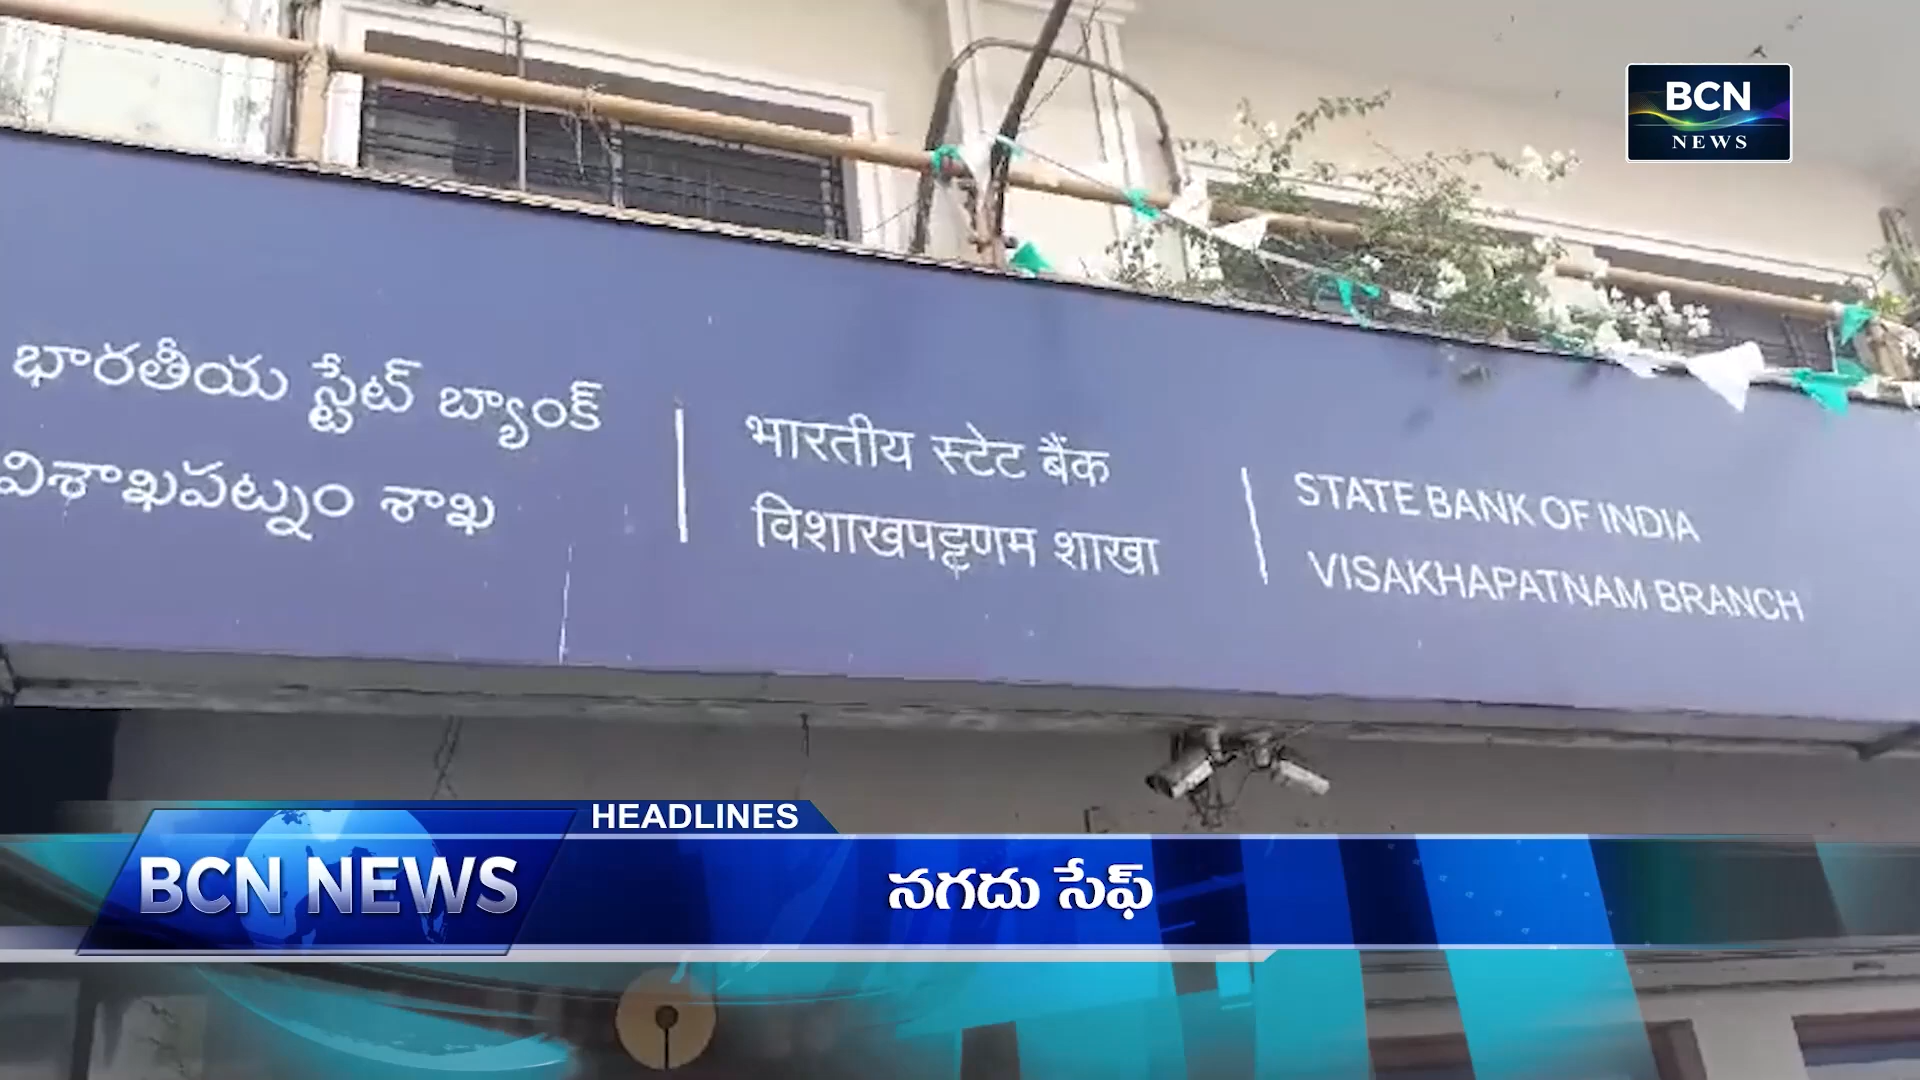 BCN
NEWS
భారతీయ స్టేట్ బ్యాంక్
విశాఖపట్నం శాఖ
भारतीय स्टेट बैंक
विशाखपट्टणम शाखा
STATE BANK OF INDIA
VISAKHAPATNAM BRANCH
HEADLINES
BCN NEWS
నగదు సేఫ్